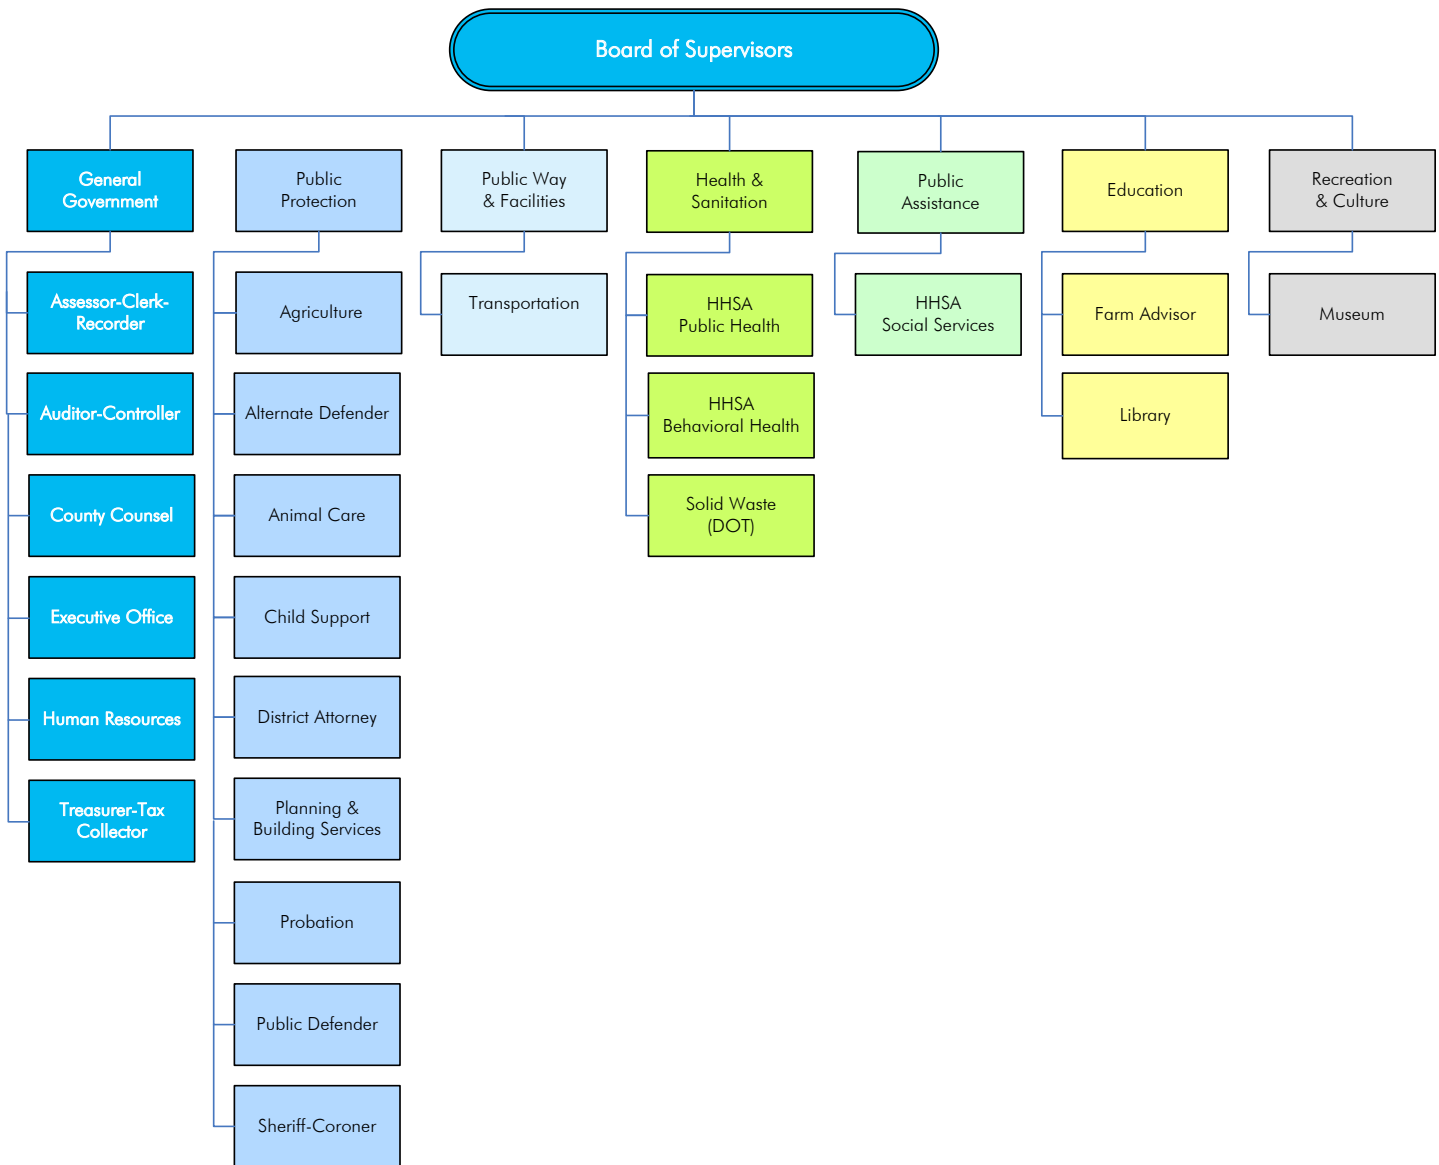 Board of Supervisors
General
Government
Public
Protection
Public Way
& Facilities
Health &
Sanitation
Public
Assistance
Education
Recreation
& Culture
Assessor-Clerk-
Recorder
Auditor-Controller
County Counsel
Executive Office
Human Resources
Treasurer-Tax
Collector
Agriculture
Alternate Defender
Animal Care
Child Support
District Attorney
Planning &
Building Services
Probation
Public Defender
Sheriff-Coroner
Transportation
HHSA
Public Health
HHSA
Behavioral Health
Solid Waste
(DOT)
HHSA
Social Services
Farm Advisor
Library
Museum